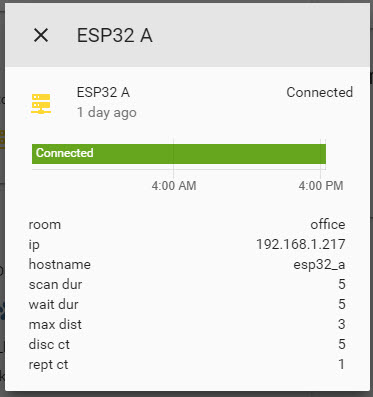 ESP32 A
ESP32 A Connected
1 day ago
Connected
4:00 AM 4:00 PM
room office
ip 192.168.1.217
hostname esp32_a
scan dur 5
wait dur 5
max dist 3
disc ct 5
rept ct 1